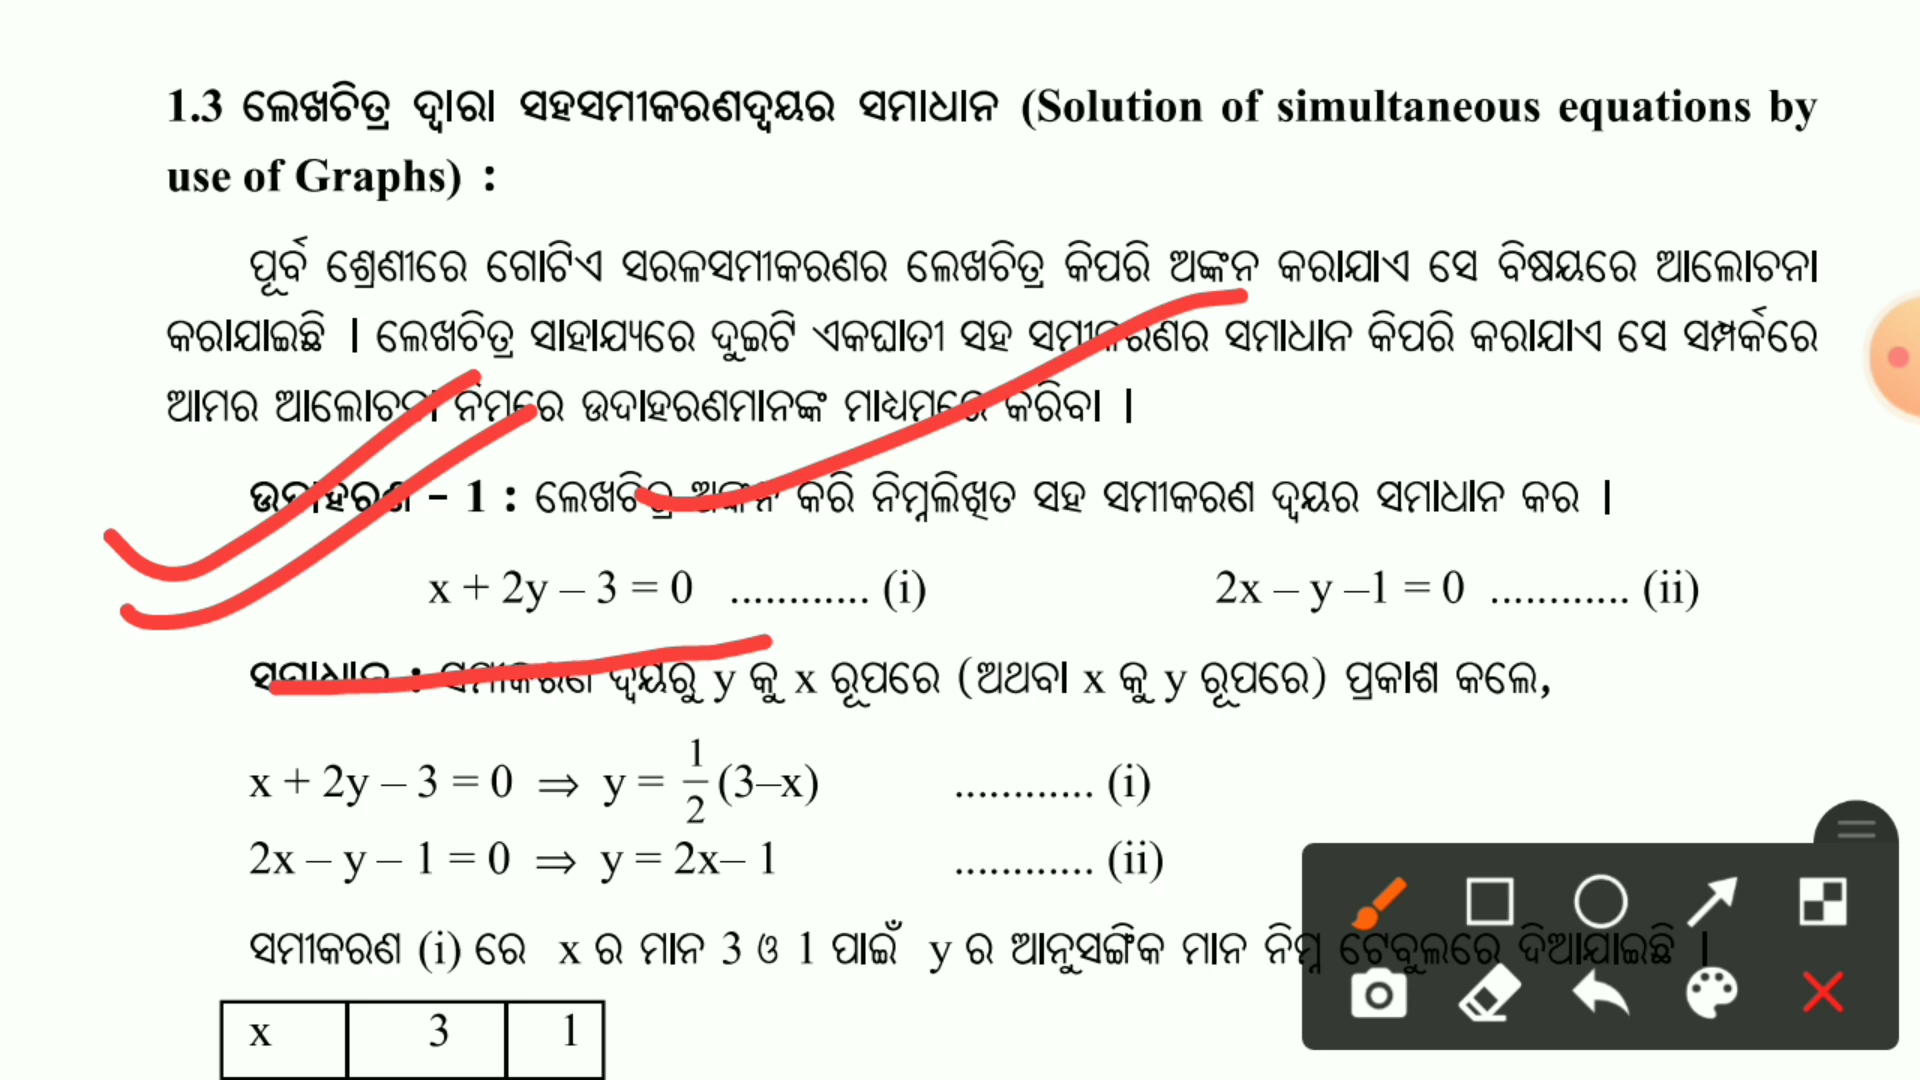 1.3 ଲେଖଚିତ୍ର ଦ୍ୱାରା ସହସମୀକରଣଦ୍ୱୟର ସମାଧାନ (Solution of simultaneous equations by
use of Graphs) :
ପୂର୍ବ ଶ୍ରେଣୀରେ ଗୋଟିଏ ସରଳସମୀକରଣର ଲେଖଚିତ୍ର କିପରି ଅଙ୍କନ କରାଯାଏ ସେ ବିଷୟରେ ଆଲୋଚନା
କରାଯାଇଛି । ଲେଖଚିତ୍ର ସାହାଯ୍ୟରେ ଦୁଇଟି ଏକଘାତୀ ସହ ସମୀକରଣର ସମାଧାନ କିପରି କରାଯାଏ ସେ ସମ୍ପର୍କରେ
ଆମର ଆଲୋଚନା ନିମ୍ନରେ ଉଦାହରଣମାନଙ୍କ ମାଧ୍ୟମରେ କରିବା ।
ଉଦାହରଣ – 1 : ଲେଖଚିତ୍ର ଅଙ୍କନ କରି ନିମ୍ନଲିଖିତ ସହ ସମୀକରଣ ଦ୍ୱୟର ସମାଧାନ କର ।
x + 2y – 3 = 0 ............ (i) 2x – y –1 = 0 ............ (ii)
ସମାଧାନ : ସମୀକରଣ ଦ୍ୱୟରୁ y କୁ x ରୂପରେ (ଅଥବା x କୁ y ରୂପରେ) ପ୍ରକାଶ କଲେ,
x + 2y – 3 = 0 ⇒ y = 1/2 (3–x) ............ (i)
2x – y – 1 = 0 ⇒ y = 2x– 1 ............ (ii)
ସମୀକରଣ (i) ରେ x ର ମାନ 3 ଓ 1 ପାଇଁ y ର ଆନୁସଙ୍ଗିକ ମାନ ନିମ୍ନ ଟେବୁଲରେ ଦିଆଯାଇଛି ।
x 3 1